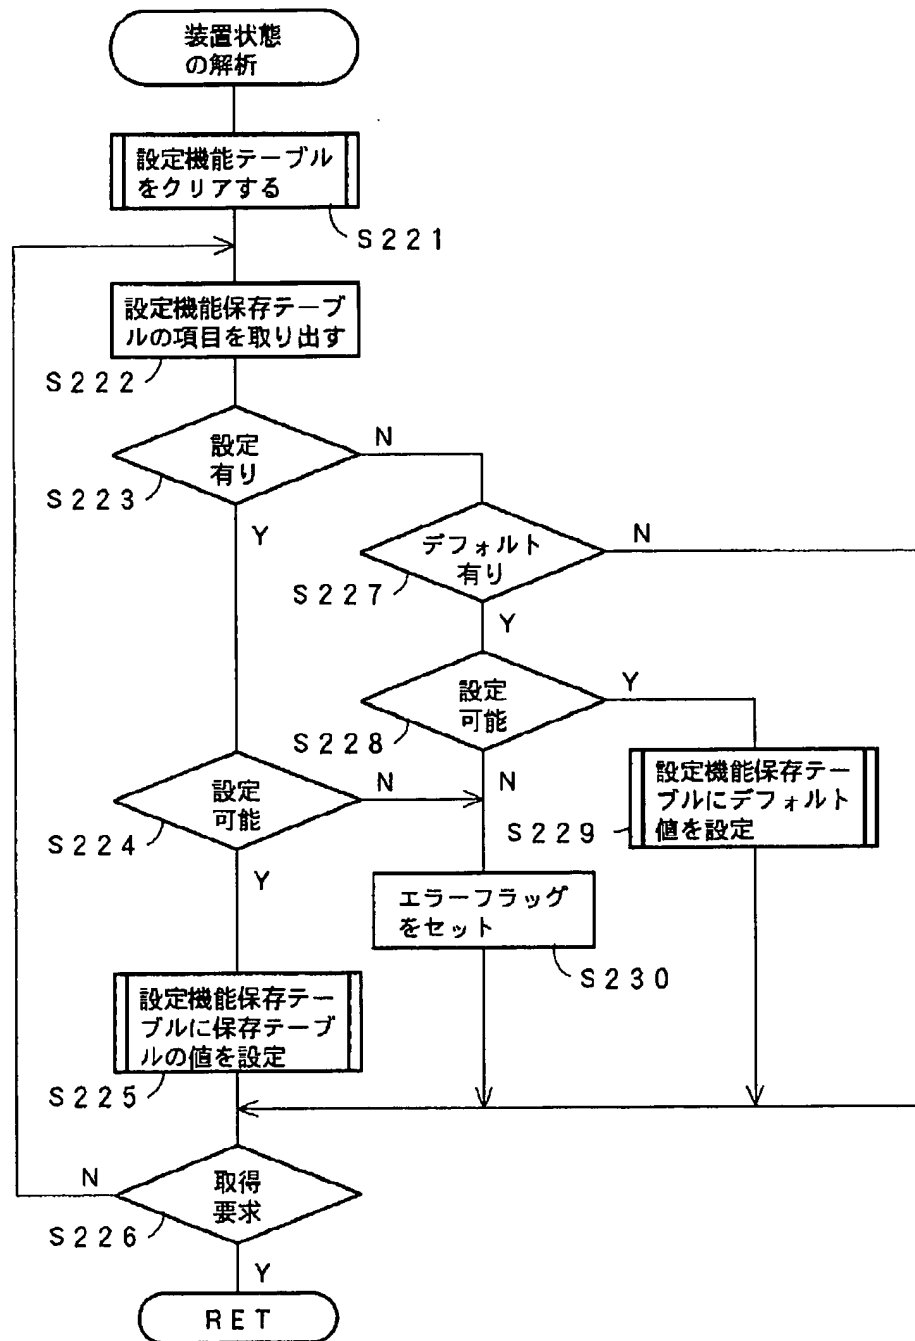 装置状態
の解析
設定機能テーブル
をクリアする
S221
設定機能保存テーブ
ルの項目を取り出す
S222
設定
有り
N
S223
Y
デフォルト
有り
N
S227
Y
設定
可能
Y
S228
N
設定機能保存テー
ブルにデフォルト
値を設定
S229
設定
可能
N
S224
Y
エラーフラッグ
をセット
S230
設定機能保存テー
ブルに保存テーブ
ルの値を設定
S225
取得
要求
N
S226
Y
RET